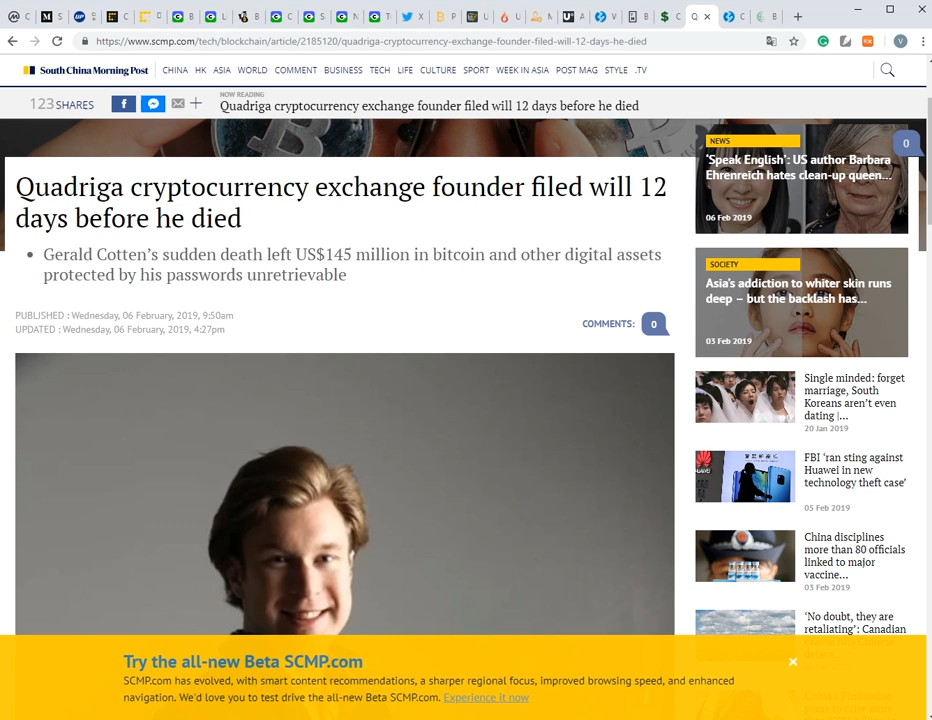 https://www.scmp.com/tech/blockchain/article/2185120/quadriga-cryptocurrency-exchange-founder-filed-will-12-days-he-died
South China Morning Post
CHINA HK ASIA WORLD COMMENT BUSINESS TECH LIFE CULTURE SPORT WEEK IN ASIA POST MAG STYLE .TV
123 SHARES
NOW READING
Quadriga cryptocurrency exchange founder filed will 12 days before he died
Quadriga cryptocurrency exchange founder filed will 12
days before he died
• Gerald Cotten's sudden death left US$145 million in bitcoin and other digital assets
protected by his passwords unretrievable
PUBLISHED : Wednesday, 06 February, 2019, 9:50am
UPDATED : Wednesday, 06 February, 2019, 4:27pm
COMMENTS: 0
0
NEWS
'Speak English': US author Barbara
Ehrenreich hates clean-up queen...
06 Feb 2019
SOCIETY
Asia's addiction to whiter skin runs
deep – but the backlash has...
03 Feb 2019
Single minded: forget
marriage, South
Koreans aren't even
dating |...
20 Jan 2019
HUAWEI
FBI 'ran sting against
Huawei in new
technology theft case'
05 Feb 2019
China disciplines
more than 80 officials
linked to major
vaccine...
03 Feb 2019
'No doubt, they are
retaliating': Canadian
Try the all-new Beta SCMP.com
SCMP.com has evolved, with smart content recommendations, a sharper regional focus, improved browsing speed, and enhanced
navigation. We'd love you to test drive the all-new Beta SCMP.com. Experience it now